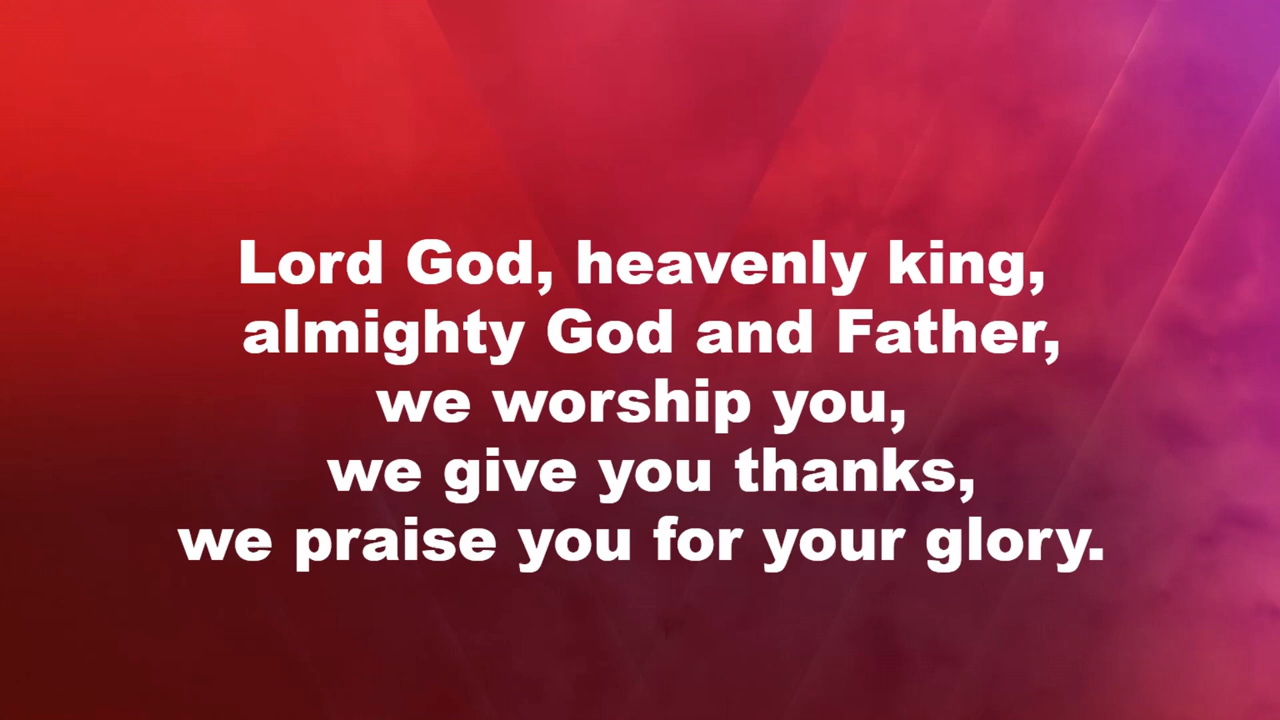 Lord God, heavenly king,
almighty God and Father,
we worship you,
we give you thanks,
we praise you for your glory.